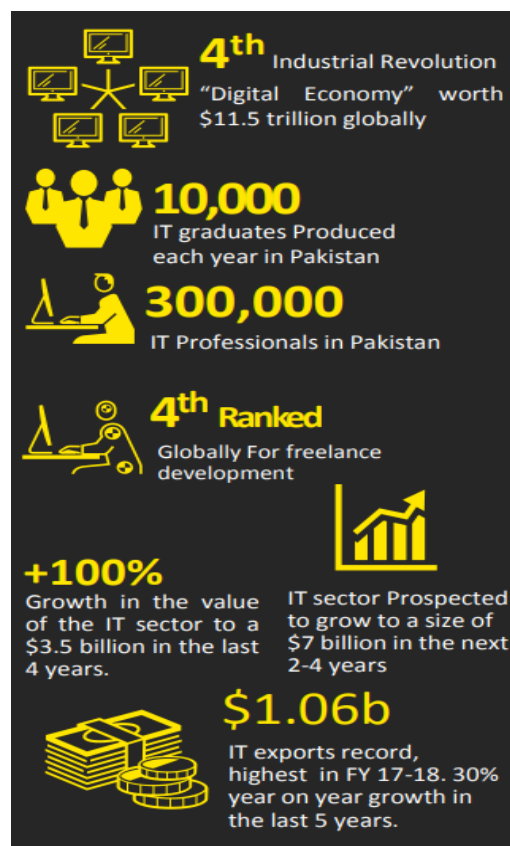 4th Industrial Revolution
“Digital Economy” worth
$11.5 trillion globally
10,000
IT graduates Produced
each year in Pakistan
300,000
IT Professionals in Pakistan
4th Ranked
Globally For freelance
development
+100%
Growth in the value
of the IT sector to a
$3.5 billion in the last
4 years.
IT sector Prospected
to grow to a size of
$7 billion in the next
2-4 years
$1.06b
IT exports record,
highest in FY 17-18. 30%
year on year growth in
the last 5 years.